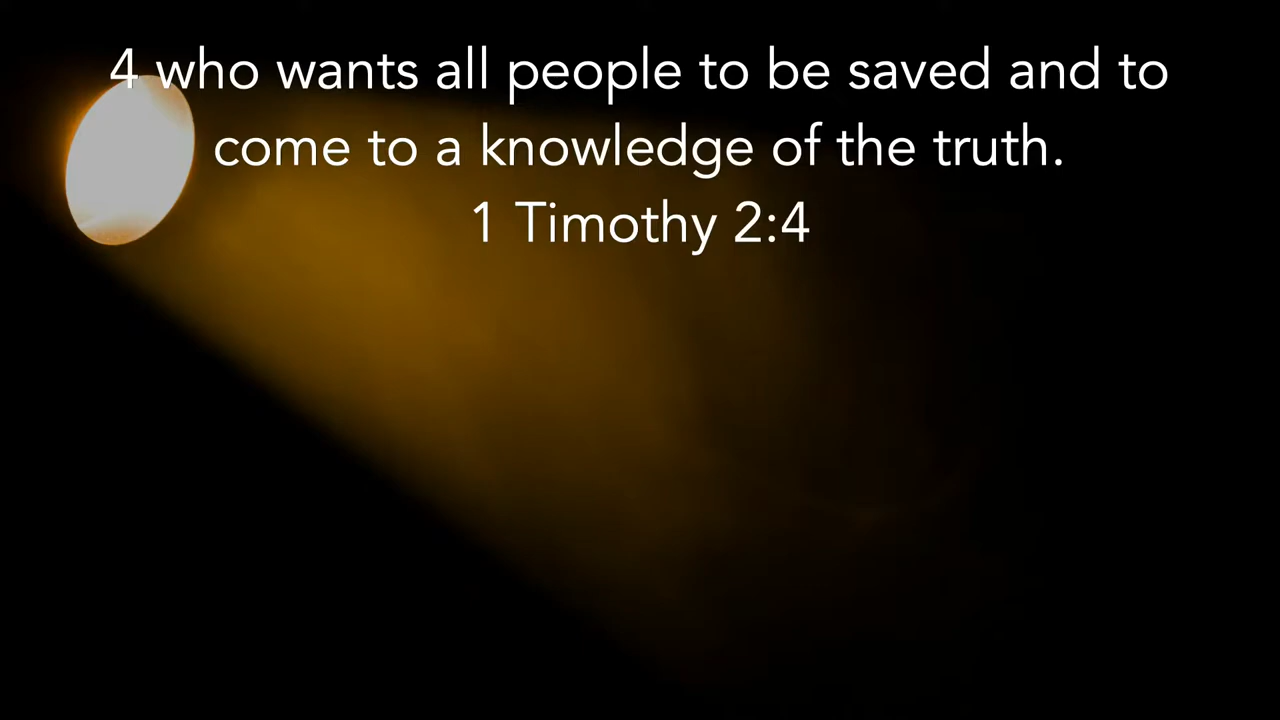 4 who wants all people to be saved and to
come to a knowledge of the truth.
1 Timothy 2:4